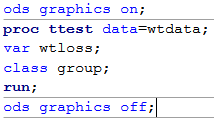 ods graphics on;
proc ttest data=wtdata;
var wtloss;
class group;
run;
ods graphics off;